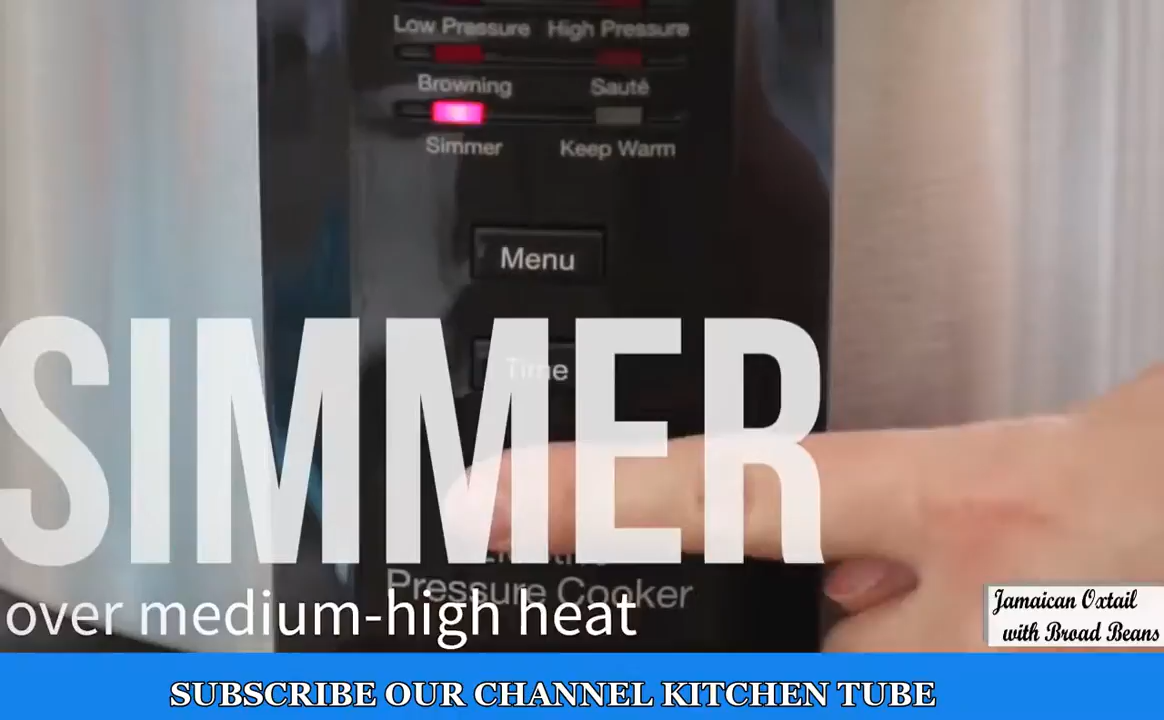 Low Pressure High Pressure
Browning Sauté
Simmer Keep Warm
Menu
Time
SIMMER
Pressure Cooker
over medium-high heat
Jamaican Oxtail
with Broad Beans
SUBSCRIBE OUR CHANNEL KITCHEN TUBE